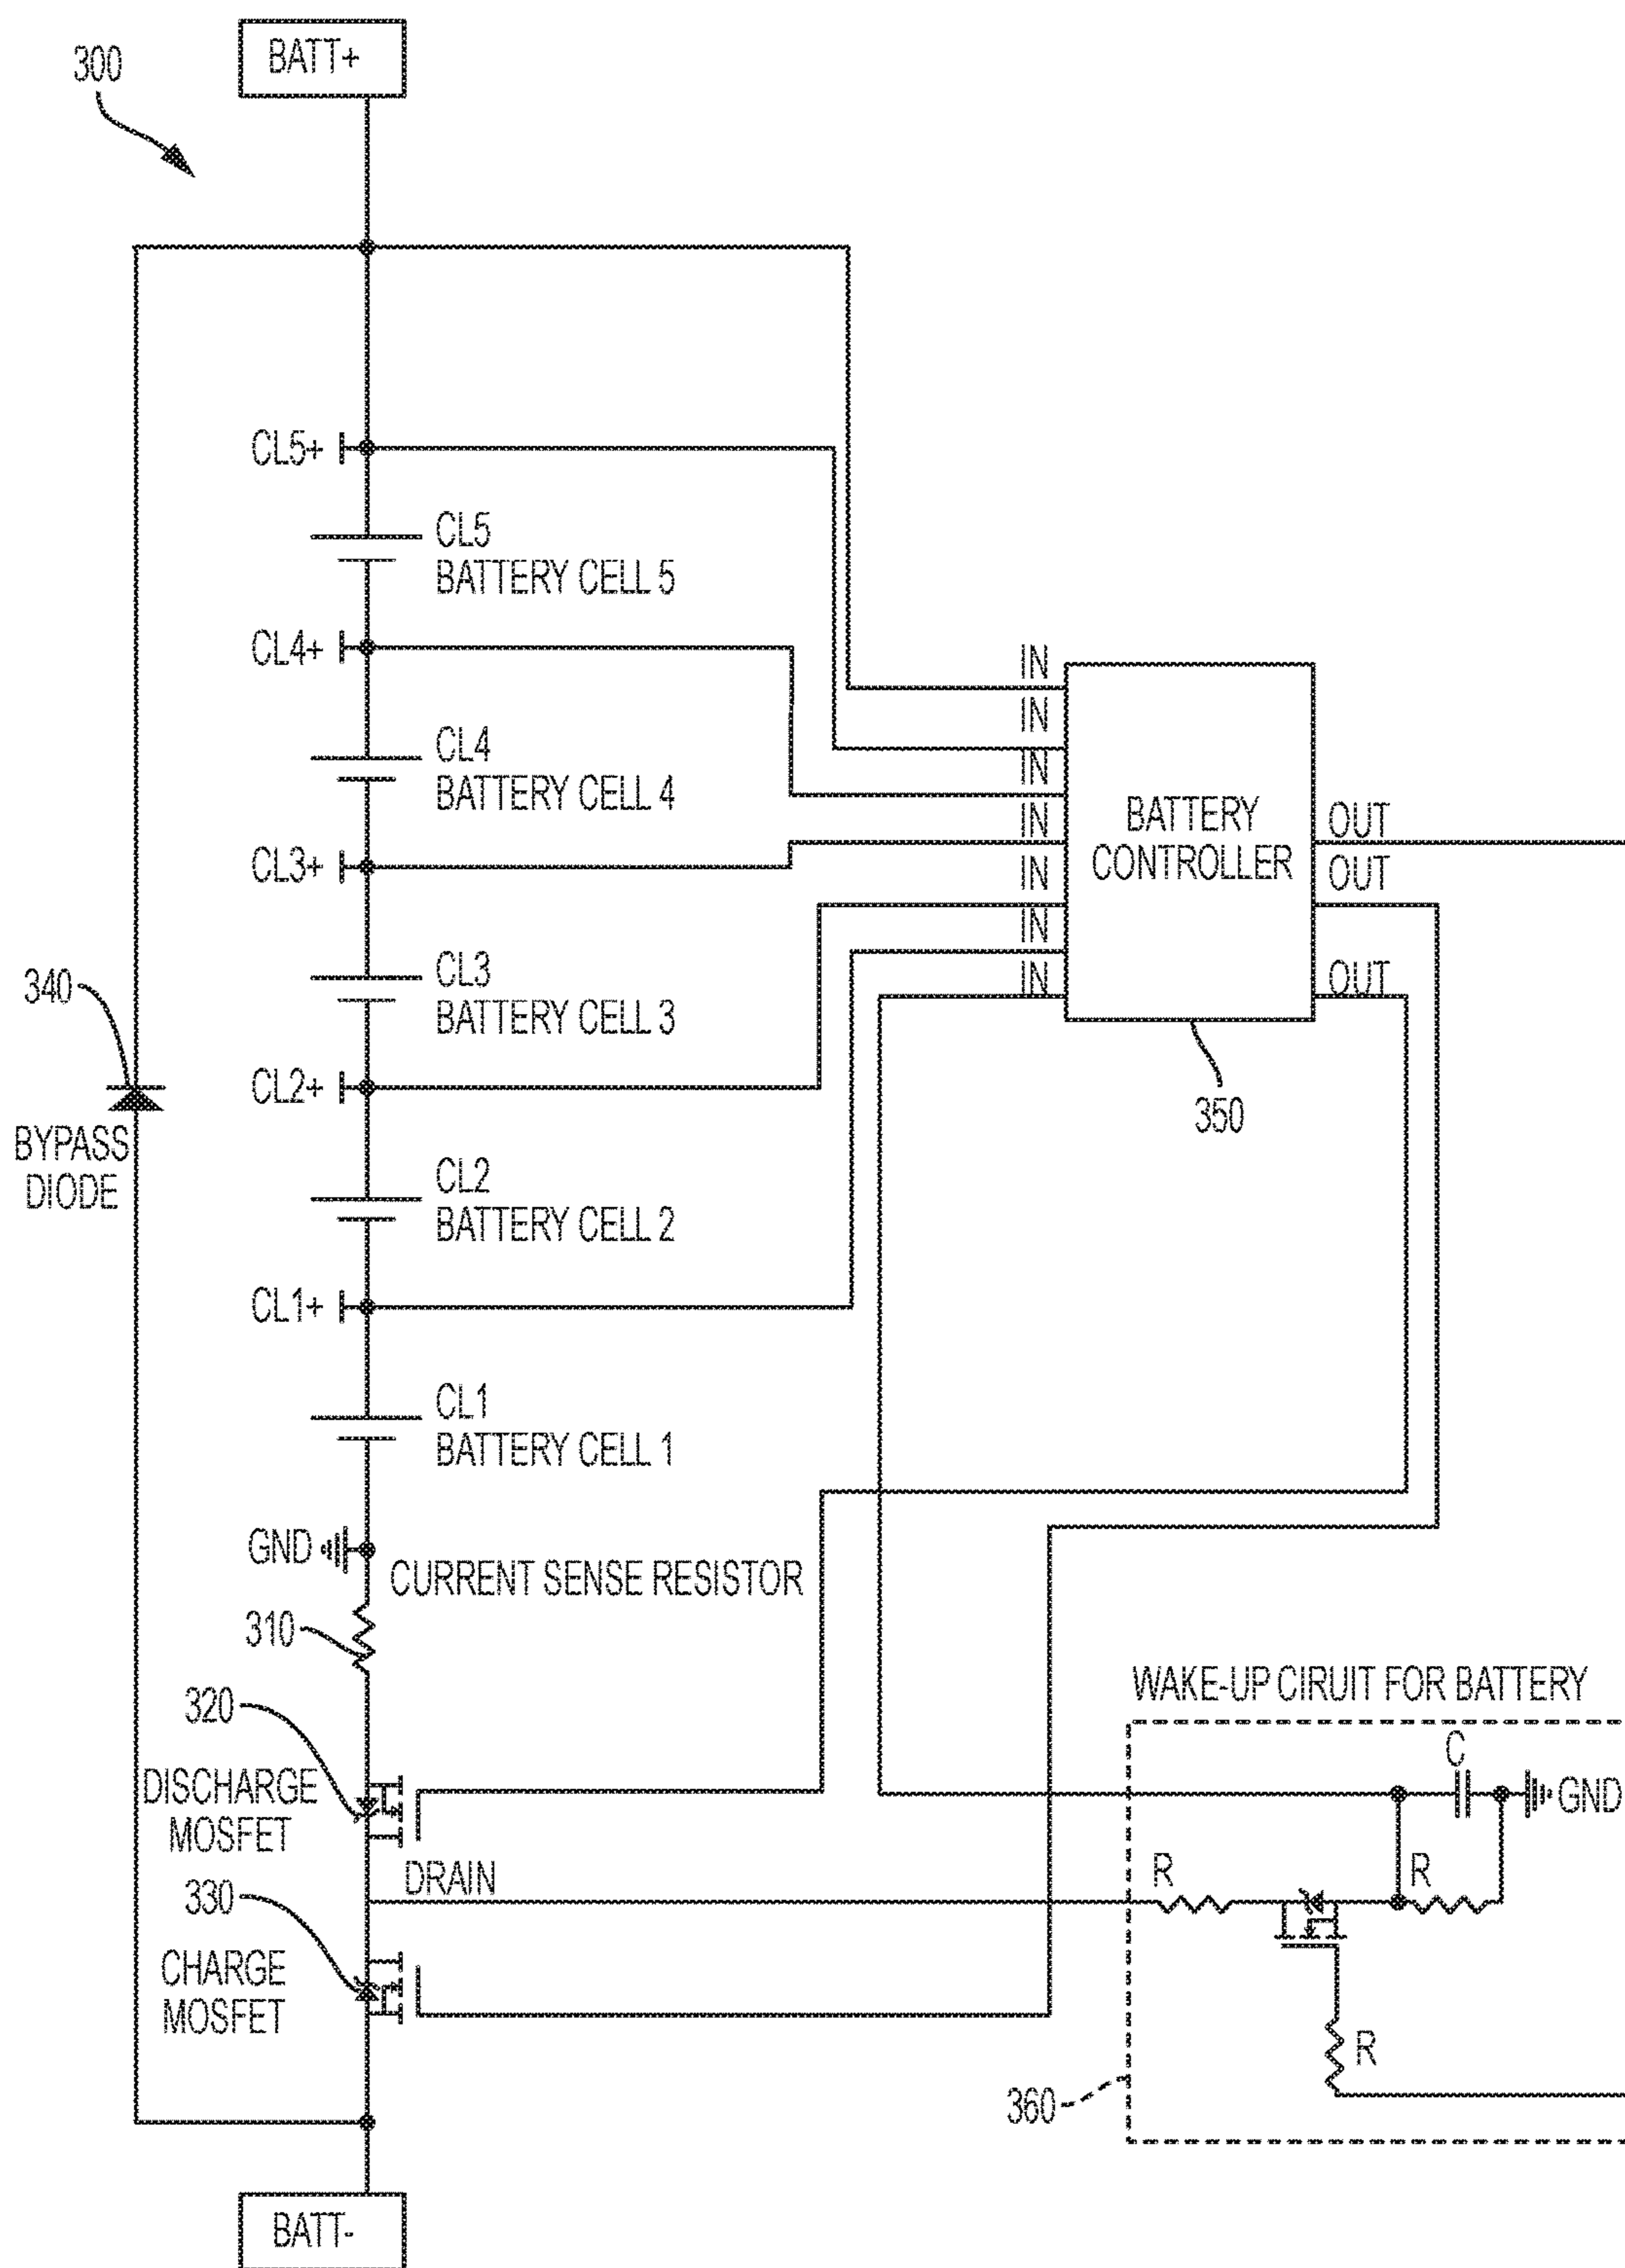 BATT+
300
CL5+
CL5
BATTERY CELL 5
CL4+
IN
IN
CL4
BATTERY CELL 4
IN
IN
BATTERY
CONTROLLER
OUT
CL3+
IN
OUT
IN
340
CL3
BATTERY CELL 3
IN
OUT
CL2+
350
BYPASS
DIODE
CL2
BATTERY CELL 2
CL1+
CL1
BATTERY CELL 1
GND
CURRENT SENSE RESISTOR
310
320
WAKE-UP CIRUIT FOR BATTERY
C
DISCHARGE
MOSFET
GND
DRAIN
R
R
330
CHARGE
MOSFET
R
360
BATT-